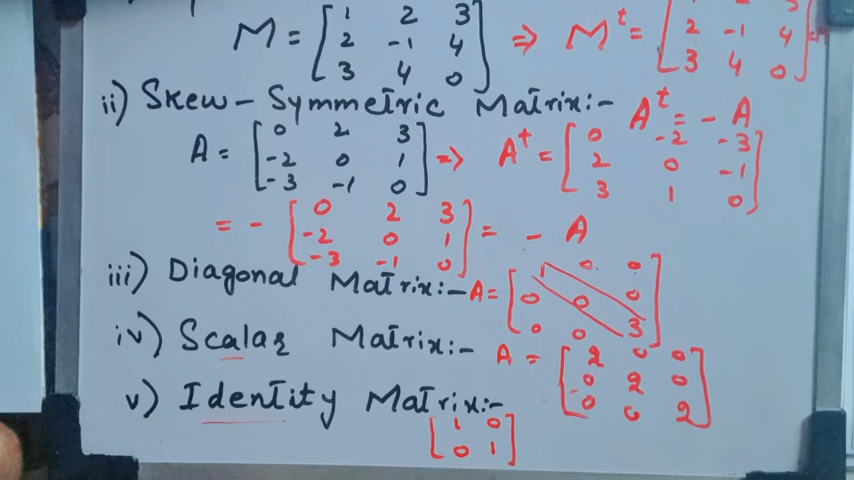 M = [1 2 3
2 -1 4
3 4 0] ⇒ Mᵗ = [
2 -1 4
3 4 0] =
ii) Skew-Symmetric Matrix:- Aᵗ = -A
A = [0 2 3
-2 0 1
-3 -1 0] ⇒ Aᵗ = [0 -2 -3
2 0 -1
3 1 0]
= - [0 2 3
-2 0 1
-3 -1 0] = - A
iii) Diagonal Matrix:- A = [1 0 0
0 0 0
0 0 3]
iv) Scalar Matrix:- A = [2 0 0
0 2 0
0 0 2]
v) Identity Matrix:-
[1 0
0 1]